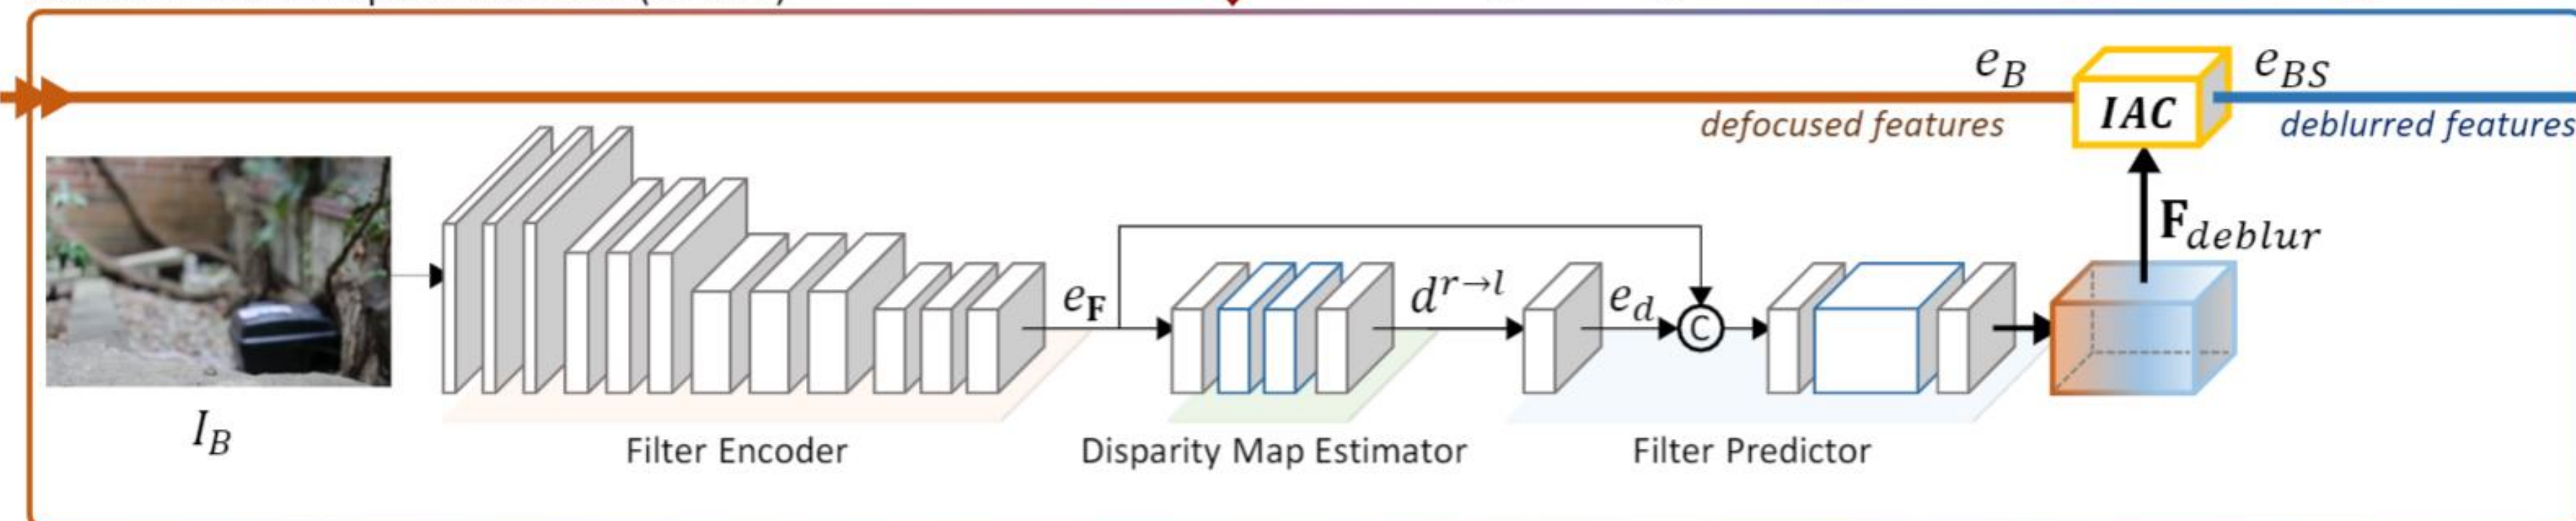 e_B
IAC
e_BS
defocused features
deblurred features
F_deblur
e_F
d^{r→l}
e_d
C
I_B
Filter Encoder
Disparity Map Estimator
Filter Predictor